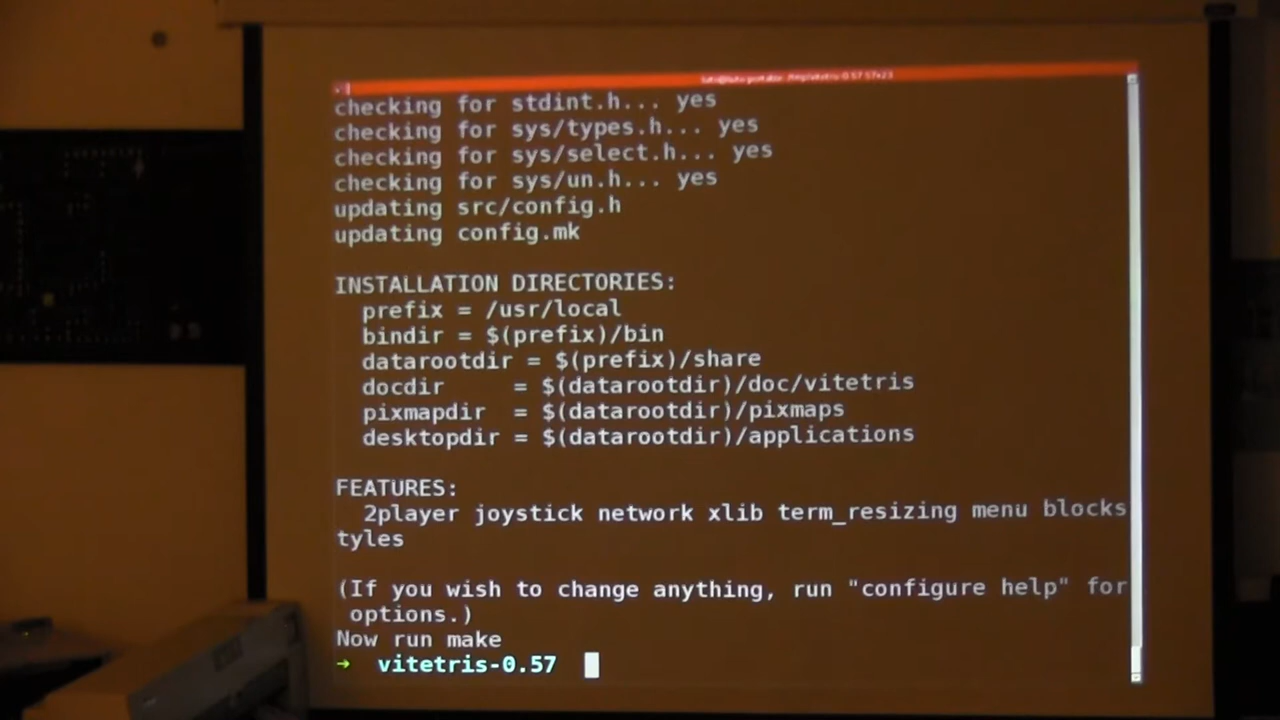 checking for stdint.h... yes
checking for sys/types.h... yes
checking for sys/select.h... yes
checking for sys/un.h... yes
updating src/config.h
updating config.mk
INSTALLATION DIRECTORIES:
prefix = /usr/local
bindir = $(prefix)/bin
datarootdir = $(prefix)/share
docdir = $(datarootdir)/doc/vitetris
pixmapdir = $(datarootdir)/pixmaps
desktopdir = $(datarootdir)/applications
FEATURES:
2player joystick network xlib term_resizing menu blocks
tyles
(If you wish to change anything, run "configure help" for
options.)
Now run make
→ vitetris-0.57